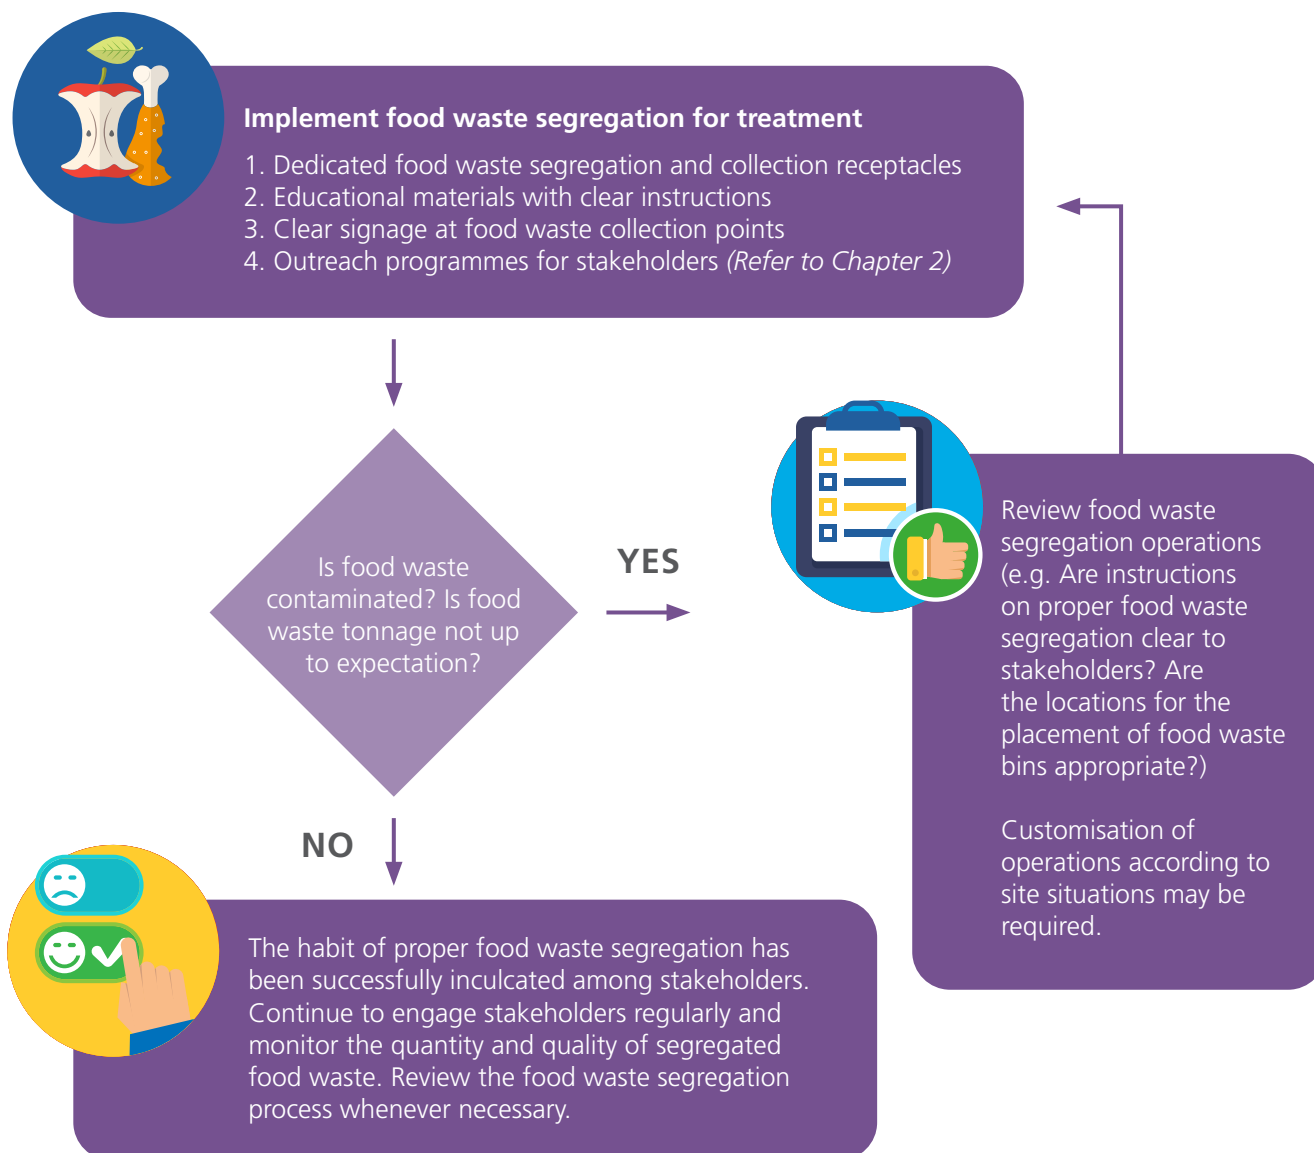 Implement food waste segregation for treatment
1. Dedicated food waste segregation and collection receptacles
2. Educational materials with clear instructions
3. Clear signage at food waste collection points
4. Outreach programmes for stakeholders (Refer to Chapter 2)
Is food waste
contaminated? Is food
waste tonnage not up
to expectation?
YES
Review food waste
segregation operations
(e.g. Are instructions
on proper food waste
segregation clear to
stakeholders? Are
the locations for the
placement of food waste
bins appropriate?)
Customisation of
operations according to
site situations may be
required.
NO
The habit of proper food waste segregation has
been successfully inculcated among stakeholders.
Continue to engage stakeholders regularly and
monitor the quantity and quality of segregated
food waste. Review the food waste segregation
process whenever necessary.